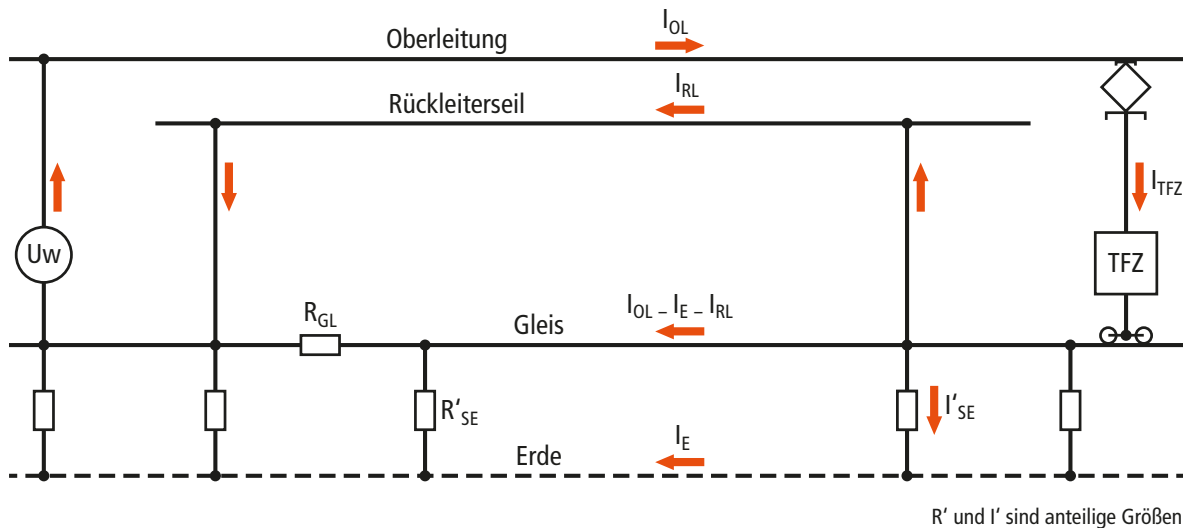 I_OL
Oberleitung
I_RL
Rückleiterseil
I_TFZ
Uw
TFZ
R_GL
I_OL – I_E – I_RL
Gleis
R‘_SE
I‘_SE
I_E
Erde
R‘ und I‘ sind anteilige Größen